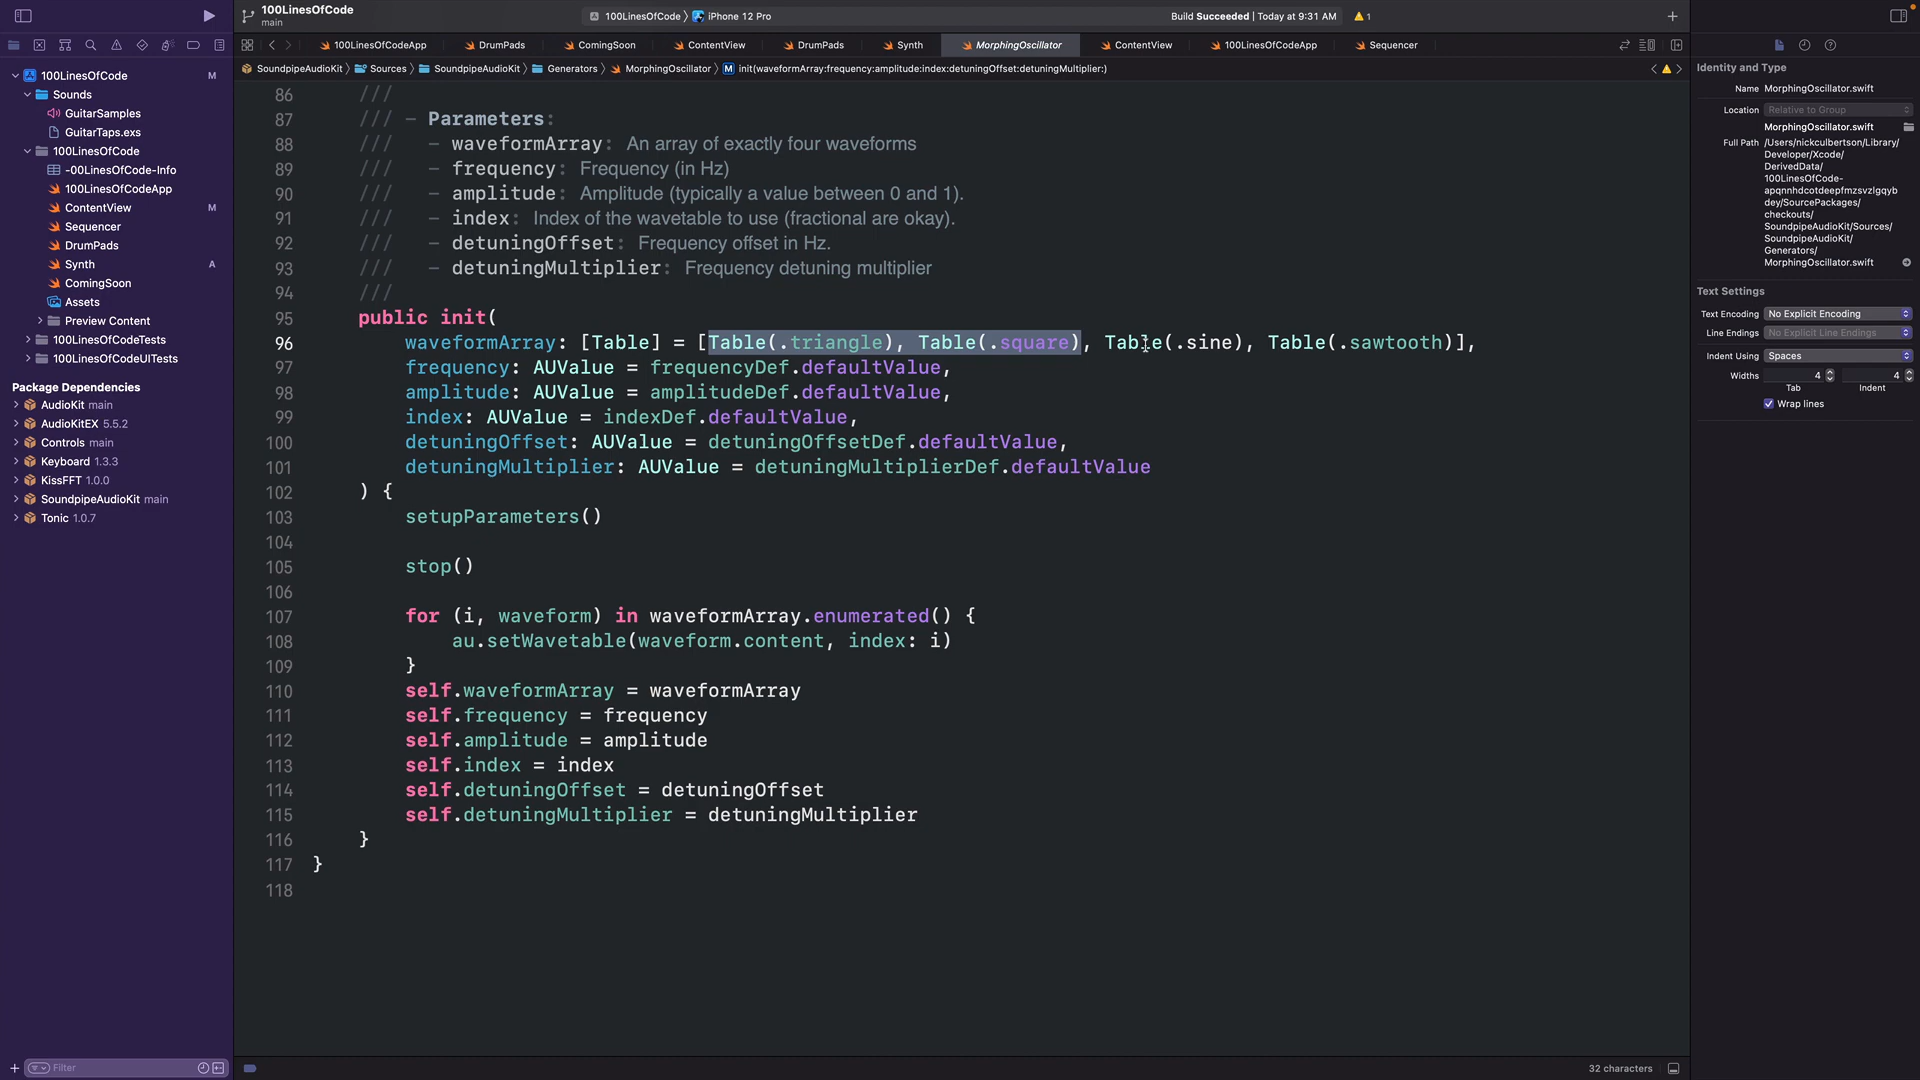 100LinesOfCode
main
100LinesOfCode 〉 iPhone 12 Pro
Build Succeeded | Today at 9:31 AM
1
100LinesOfCodeApp
DrumPads
ComingSoon
ContentView
DrumPads
Synth
MorphingOscillator
ContentView
100LinesOfCodeApp
Sequencer
SoundpipeAudioKit 〉 Sources 〉 SoundpipeAudioKit 〉 Generators 〉 MorphingOscillator 〉 M init(waveformArray:frequency:amplitude:index:detuningOffset:detuningMultiplier:)
100LinesOfCode M
Sounds
GuitarSamples
GuitarTaps.exs
100LinesOfCode
-00LinesOfCode-Info
100LinesOfCodeApp
ContentView M
Sequencer
DrumPads
Synth A
ComingSoon
Assets
Preview Content
100LinesOfCodeTests
100LinesOfCodeUITests
Package Dependencies
AudioKit main
AudioKitEX 5.5.2
Controls main
Keyboard 1.3.3
KissFFT 1.0.0
SoundpipeAudioKit main
Tonic 1.0.7
Filter
86 ///
87 /// - Parameters:
88 /// - waveformArray: An array of exactly four waveforms
89 /// - frequency: Frequency (in Hz)
90 /// - amplitude: Amplitude (typically a value between 0 and 1).
91 /// - index: Index of the wavetable to use (fractional are okay).
92 /// - detuningOffset: Frequency offset in Hz.
93 /// - detuningMultiplier: Frequency detuning multiplier
94 ///
95 public init(
96 waveformArray: [Table] = [Table(.triangle), Table(.square), Table(.sine), Table(.sawtooth)],
97 frequency: AUValue = frequencyDef.defaultValue,
98 amplitude: AUValue = amplitudeDef.defaultValue,
99 index: AUValue = indexDef.defaultValue,
100 detuningOffset: AUValue = detuningOffsetDef.defaultValue,
101 detuningMultiplier: AUValue = detuningMultiplierDef.defaultValue
102 ) {
103 setupParameters()
104
105 stop()
106
107 for (i, waveform) in waveformArray.enumerated() {
108 au.setWavetable(waveform.content, index: i)
109 }
110 self.waveformArray = waveformArray
111 self.frequency = frequency
112 self.amplitude = amplitude
113 self.index = index
114 self.detuningOffset = detuningOffset
115 self.detuningMultiplier = detuningMultiplier
116 }
117 }
118
32 characters
Identity and Type
Name MorphingOscillator.swift
Location Relative to Group
MorphingOscillator.swift
Full Path /Users/nickculbertson/Library/
Developer/Xcode/
DerivedData/
100LinesOfCode-
apqnnhdcotdeepfmzsvzlgqyb
dey/SourcePackages/
checkouts/
SoundpipeAudioKit/Sources/
SoundpipeAudioKit/
Generators/
MorphingOscillator.swift
Text Settings
Text Encoding No Explicit Encoding
Line Endings No Explicit Line Endings
Indent Using Spaces
Widths 4 4
Tab Indent
Wrap lines